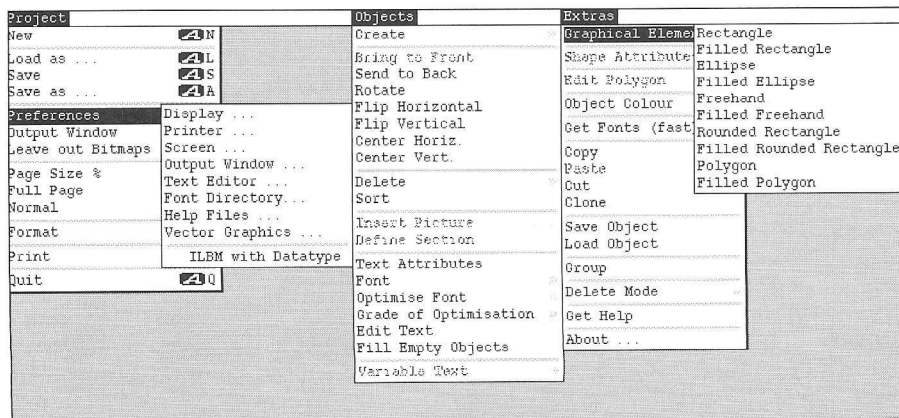 Project
New A N
Load as ... A L
Save A S
Save as ... A A
Preferences
Output Window
Leave out Bitmaps
Page Size %
Full Page
Normal
Format
Print
Quit A Q
Display ...
Printer ...
Screen ...
Output Window ...
Text Editor ...
Font Directory...
Help Files ...
Vector Graphics ...
ILBM with Datatype
Objects
Create »
Bring to Front
Send to Back
Rotate
Flip Horizontal
Flip Vertical
Center Horiz.
Center Vert.
Delete »
Sort
Insert Picture
Define Section
Text Attributes
Font »
Optimise Font »
Grade of Optimisation »
Edit Text
Fill Empty Objects
Variable Text »
Extras
Graphical Eleme
Shape Attribute
Edit Polygon
Object Colour
Get Fonts (fast)
Copy
Paste
Cut
Clone
Save Object
Load Object
Group
Delete Mode »
Get Help
About ...
Rectangle
Filled Rectangle
Ellipse
Filled Ellipse
Freehand
Filled Freehand
Rounded Rectangle
Filled Rounded Rectangle
Polygon
Filled Polygon